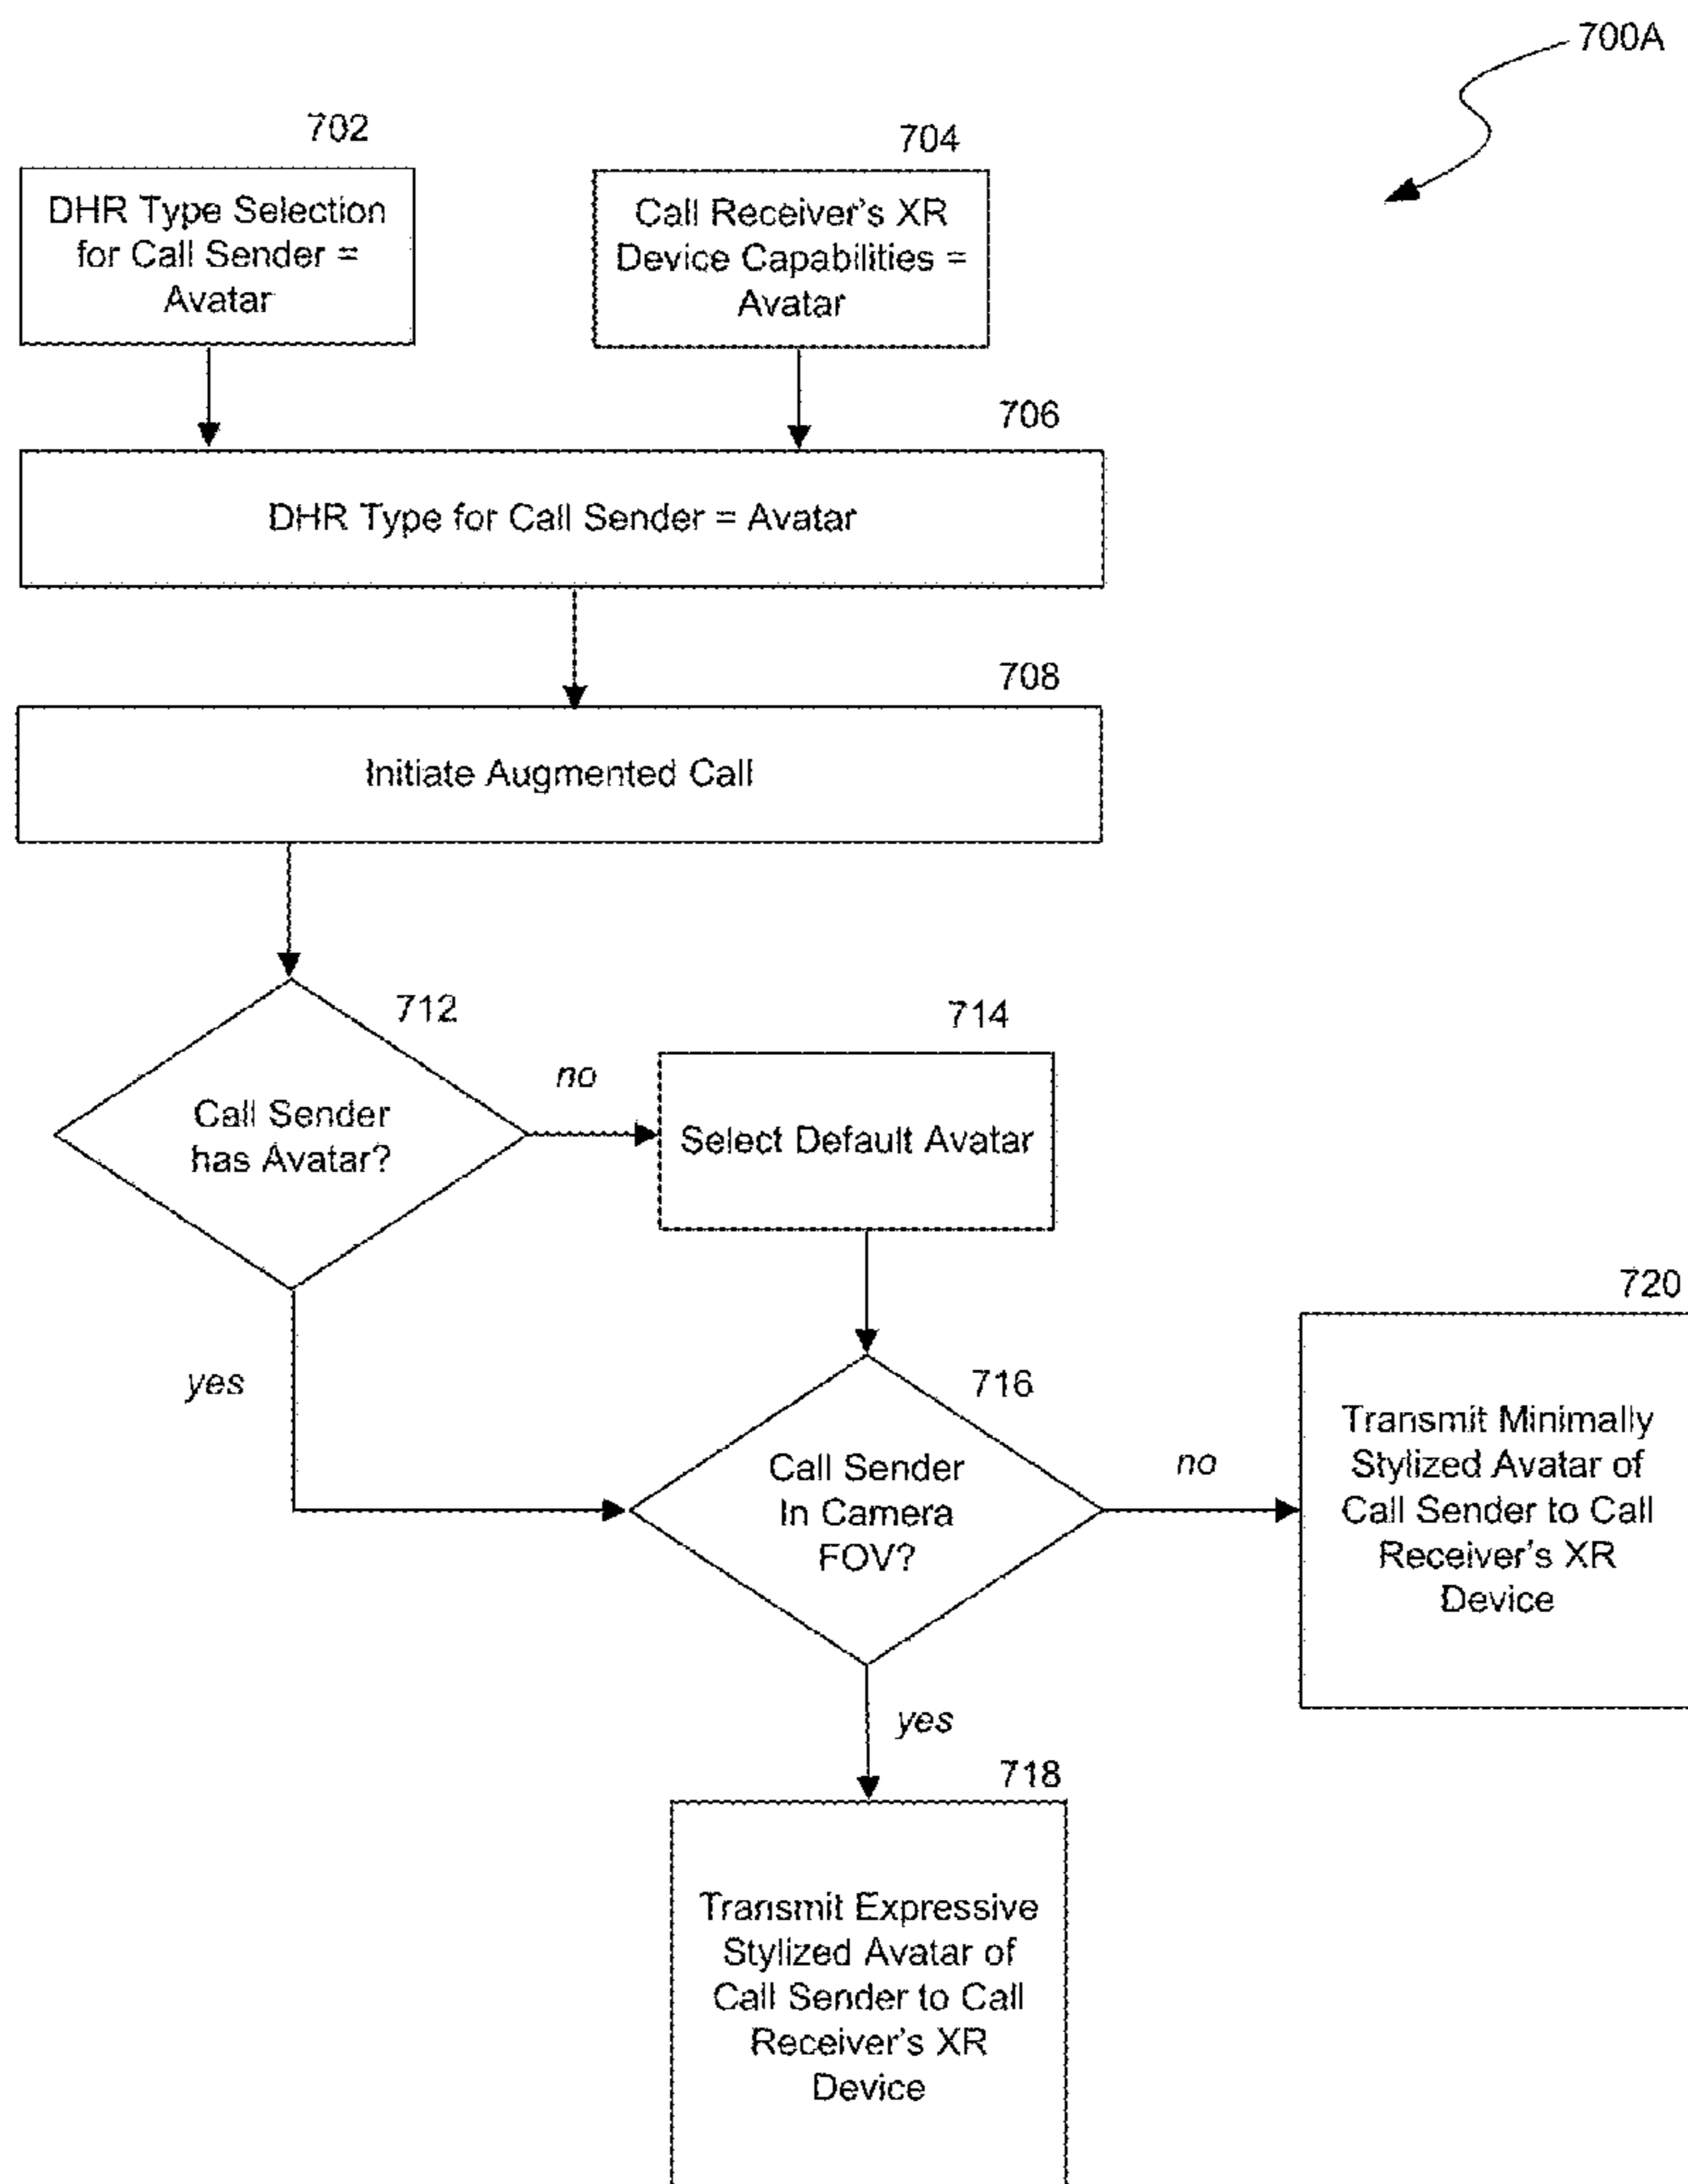 700A
702
DHR Type Selection
for Call Sender =
Avatar
704
Call Receiver's XR
Device Capabilities =
Avatar
706
DHR Type for Call Sender = Avatar
708
Initiate Augmented Call
712
Call Sender
has Avatar?
no
714
Select Default Avatar
yes
716
Call Sender
In Camera
FOV?
no
720
Transmit Minimally
Stylized Avatar of
Call Sender to Call
Receiver's XR
Device
yes
718
Transmit Expressive
Stylized Avatar of
Call Sender to Call
Receiver's XR
Device